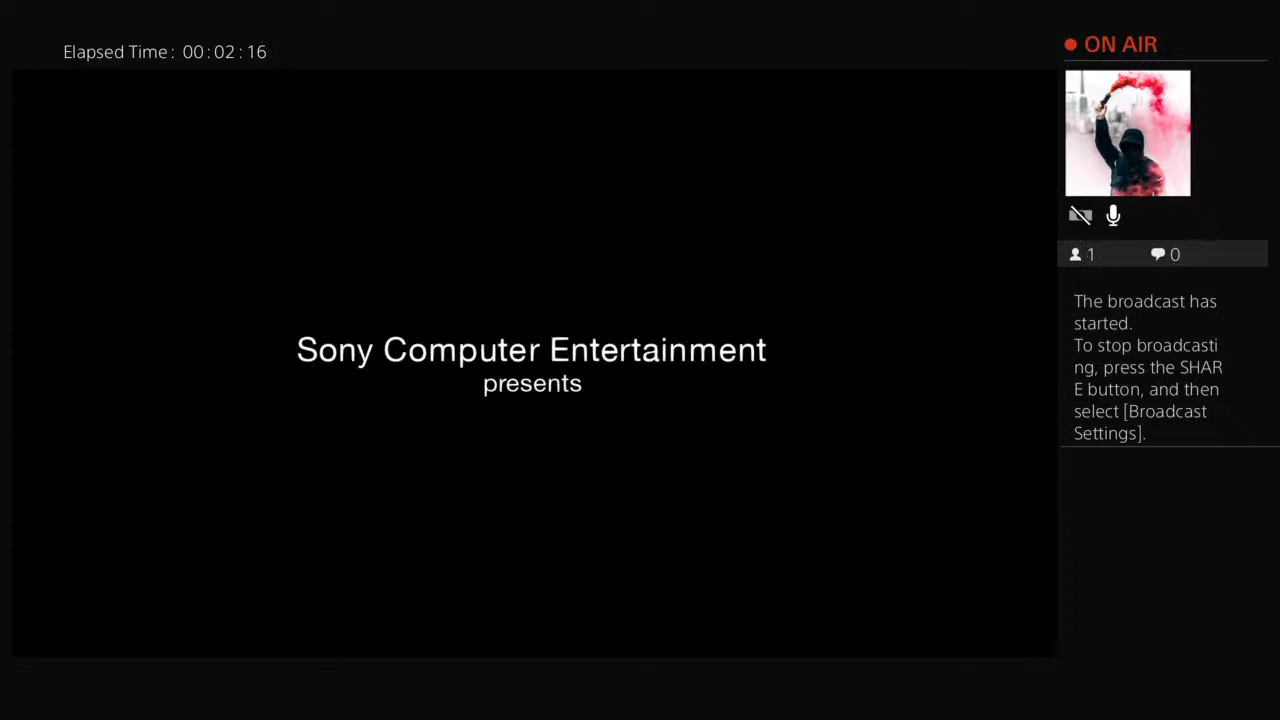 Elapsed Time: 00:02:16
ON AIR
1 0
Sony Computer Entertainment
presents
The broadcast has
started.
To stop broadcasti
ng, press the SHAR
E button, and then
select [Broadcast
Settings].